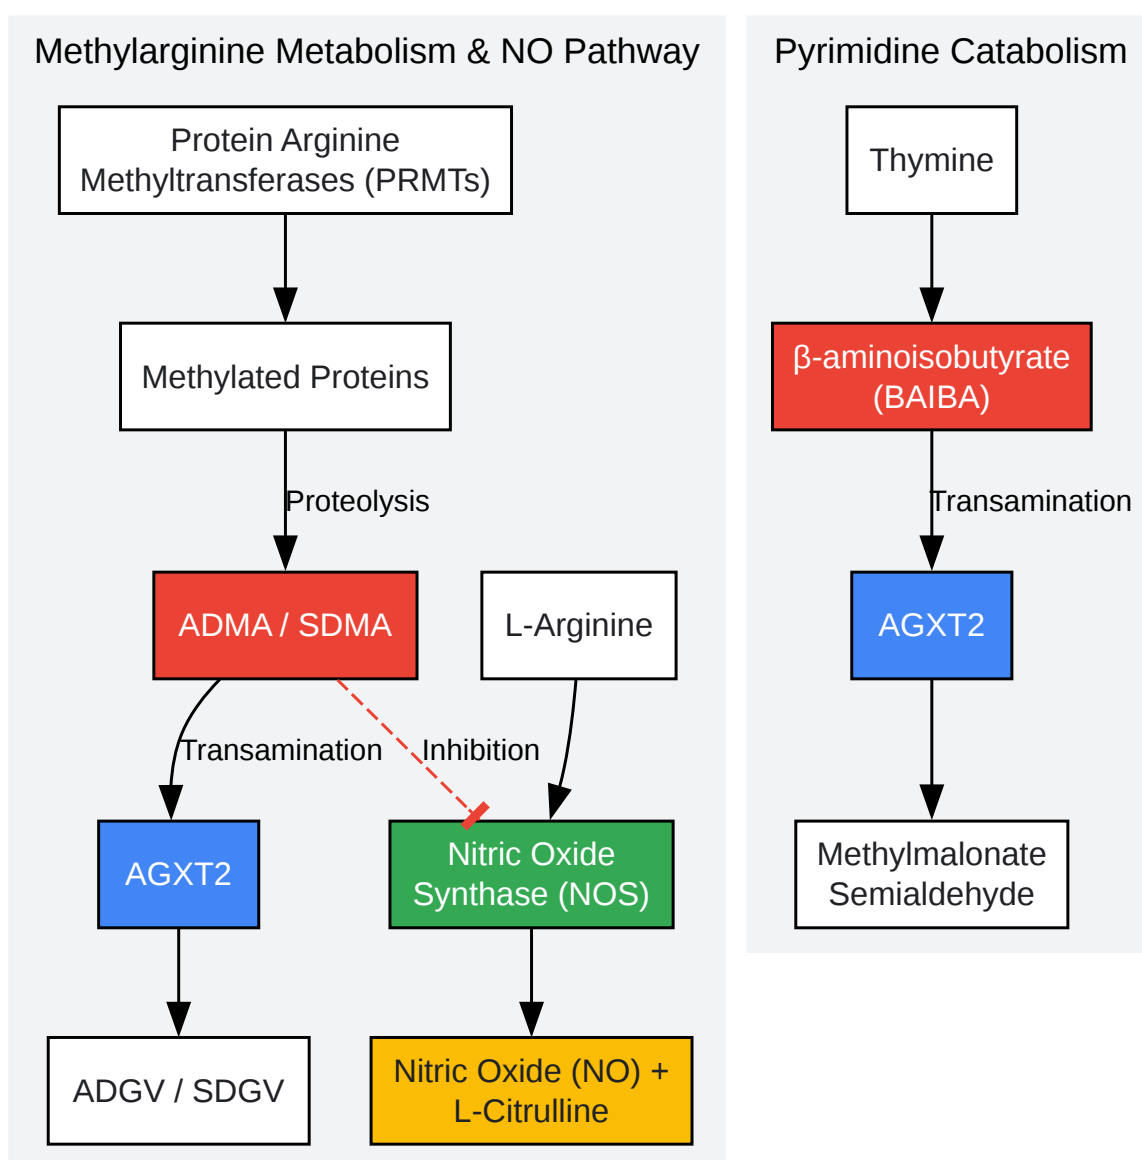 Methylarginine Metabolism & NO Pathway
Protein Arginine
Methyltransferases (PRMTs)
Methylated Proteins
Proteolysis
ADMA / SDMA
L-Arginine
Transamination
Inhibition
AGXT2
Nitric Oxide
Synthase (NOS)
ADGV / SDGV
Nitric Oxide (NO) +
L-Citrulline
Pyrimidine Catabolism
Thymine
β-aminoisobutyrate
(BAIBA)
Transamination
AGXT2
Methylmalonate
Semialdehyde